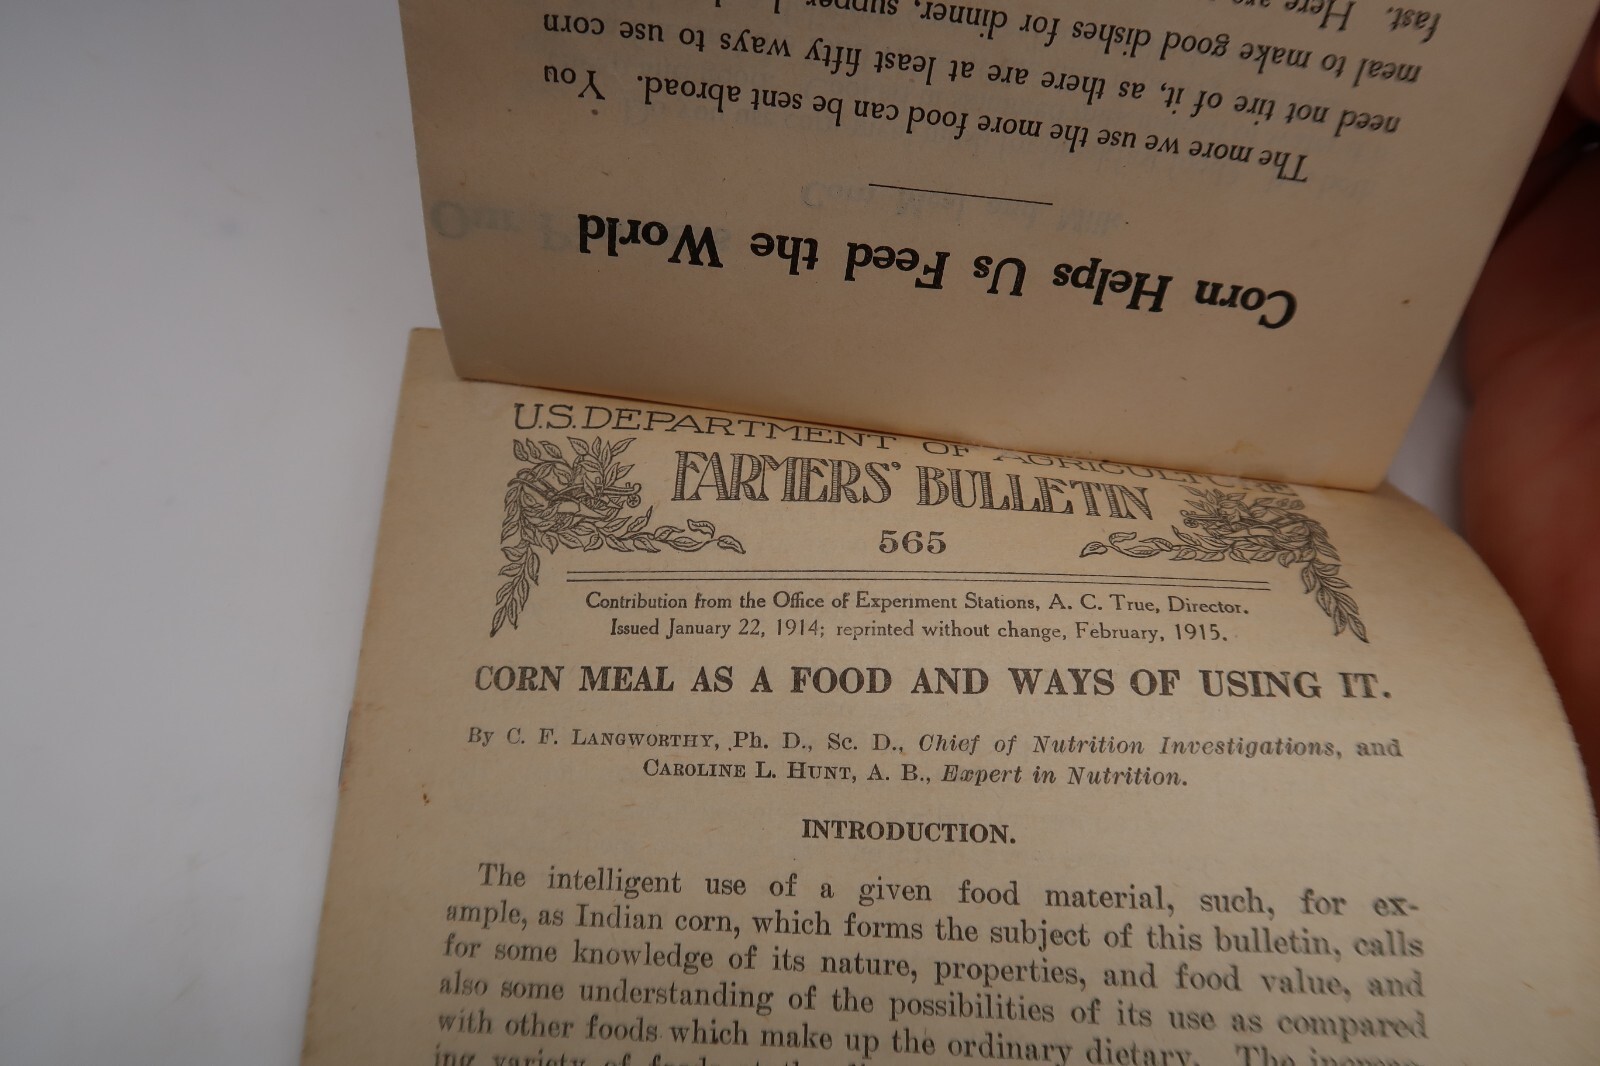 Corn Helps Us Feed the World
The more we use the more food can be sent abroad. You
need not tire of it, as there are at least fifty ways to use corn
meal to make good dishes for dinner, supper,
fast. Here are
U.S. DEPARTMENT OF AGRICULTURE
FARMERS' BULLETIN
565
Contribution from the Office of Experiment Stations, A. C. True, Director.
Issued January 22, 1914; reprinted without change, February, 1915.
CORN MEAL AS A FOOD AND WAYS OF USING IT.
By C. F. LANGWORTHY, Ph. D., Sc. D., Chief of Nutrition Investigations, and
CAROLINE L. HUNT, A. B., Expert in Nutrition.
INTRODUCTION.
The intelligent use of a given food material, such, for ex-
ample, as Indian corn, which forms the subject of this bulletin, calls
for some knowledge of its nature, properties, and food value, and
also some understanding of the possibilities of its use as compared
with other foods which make up the ordinary dietary. The increas-
ing variety of foods